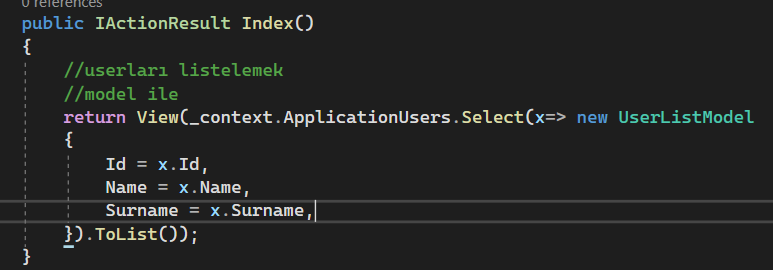 0 references
public IActionResult Index()
{
//userları listelemek
//model ile
return View(_context.ApplicationUsers.Select(x=> new UserListModel
{
Id = x.Id,
Name = x.Name,
Surname = x.Surname,
}).ToList());
}